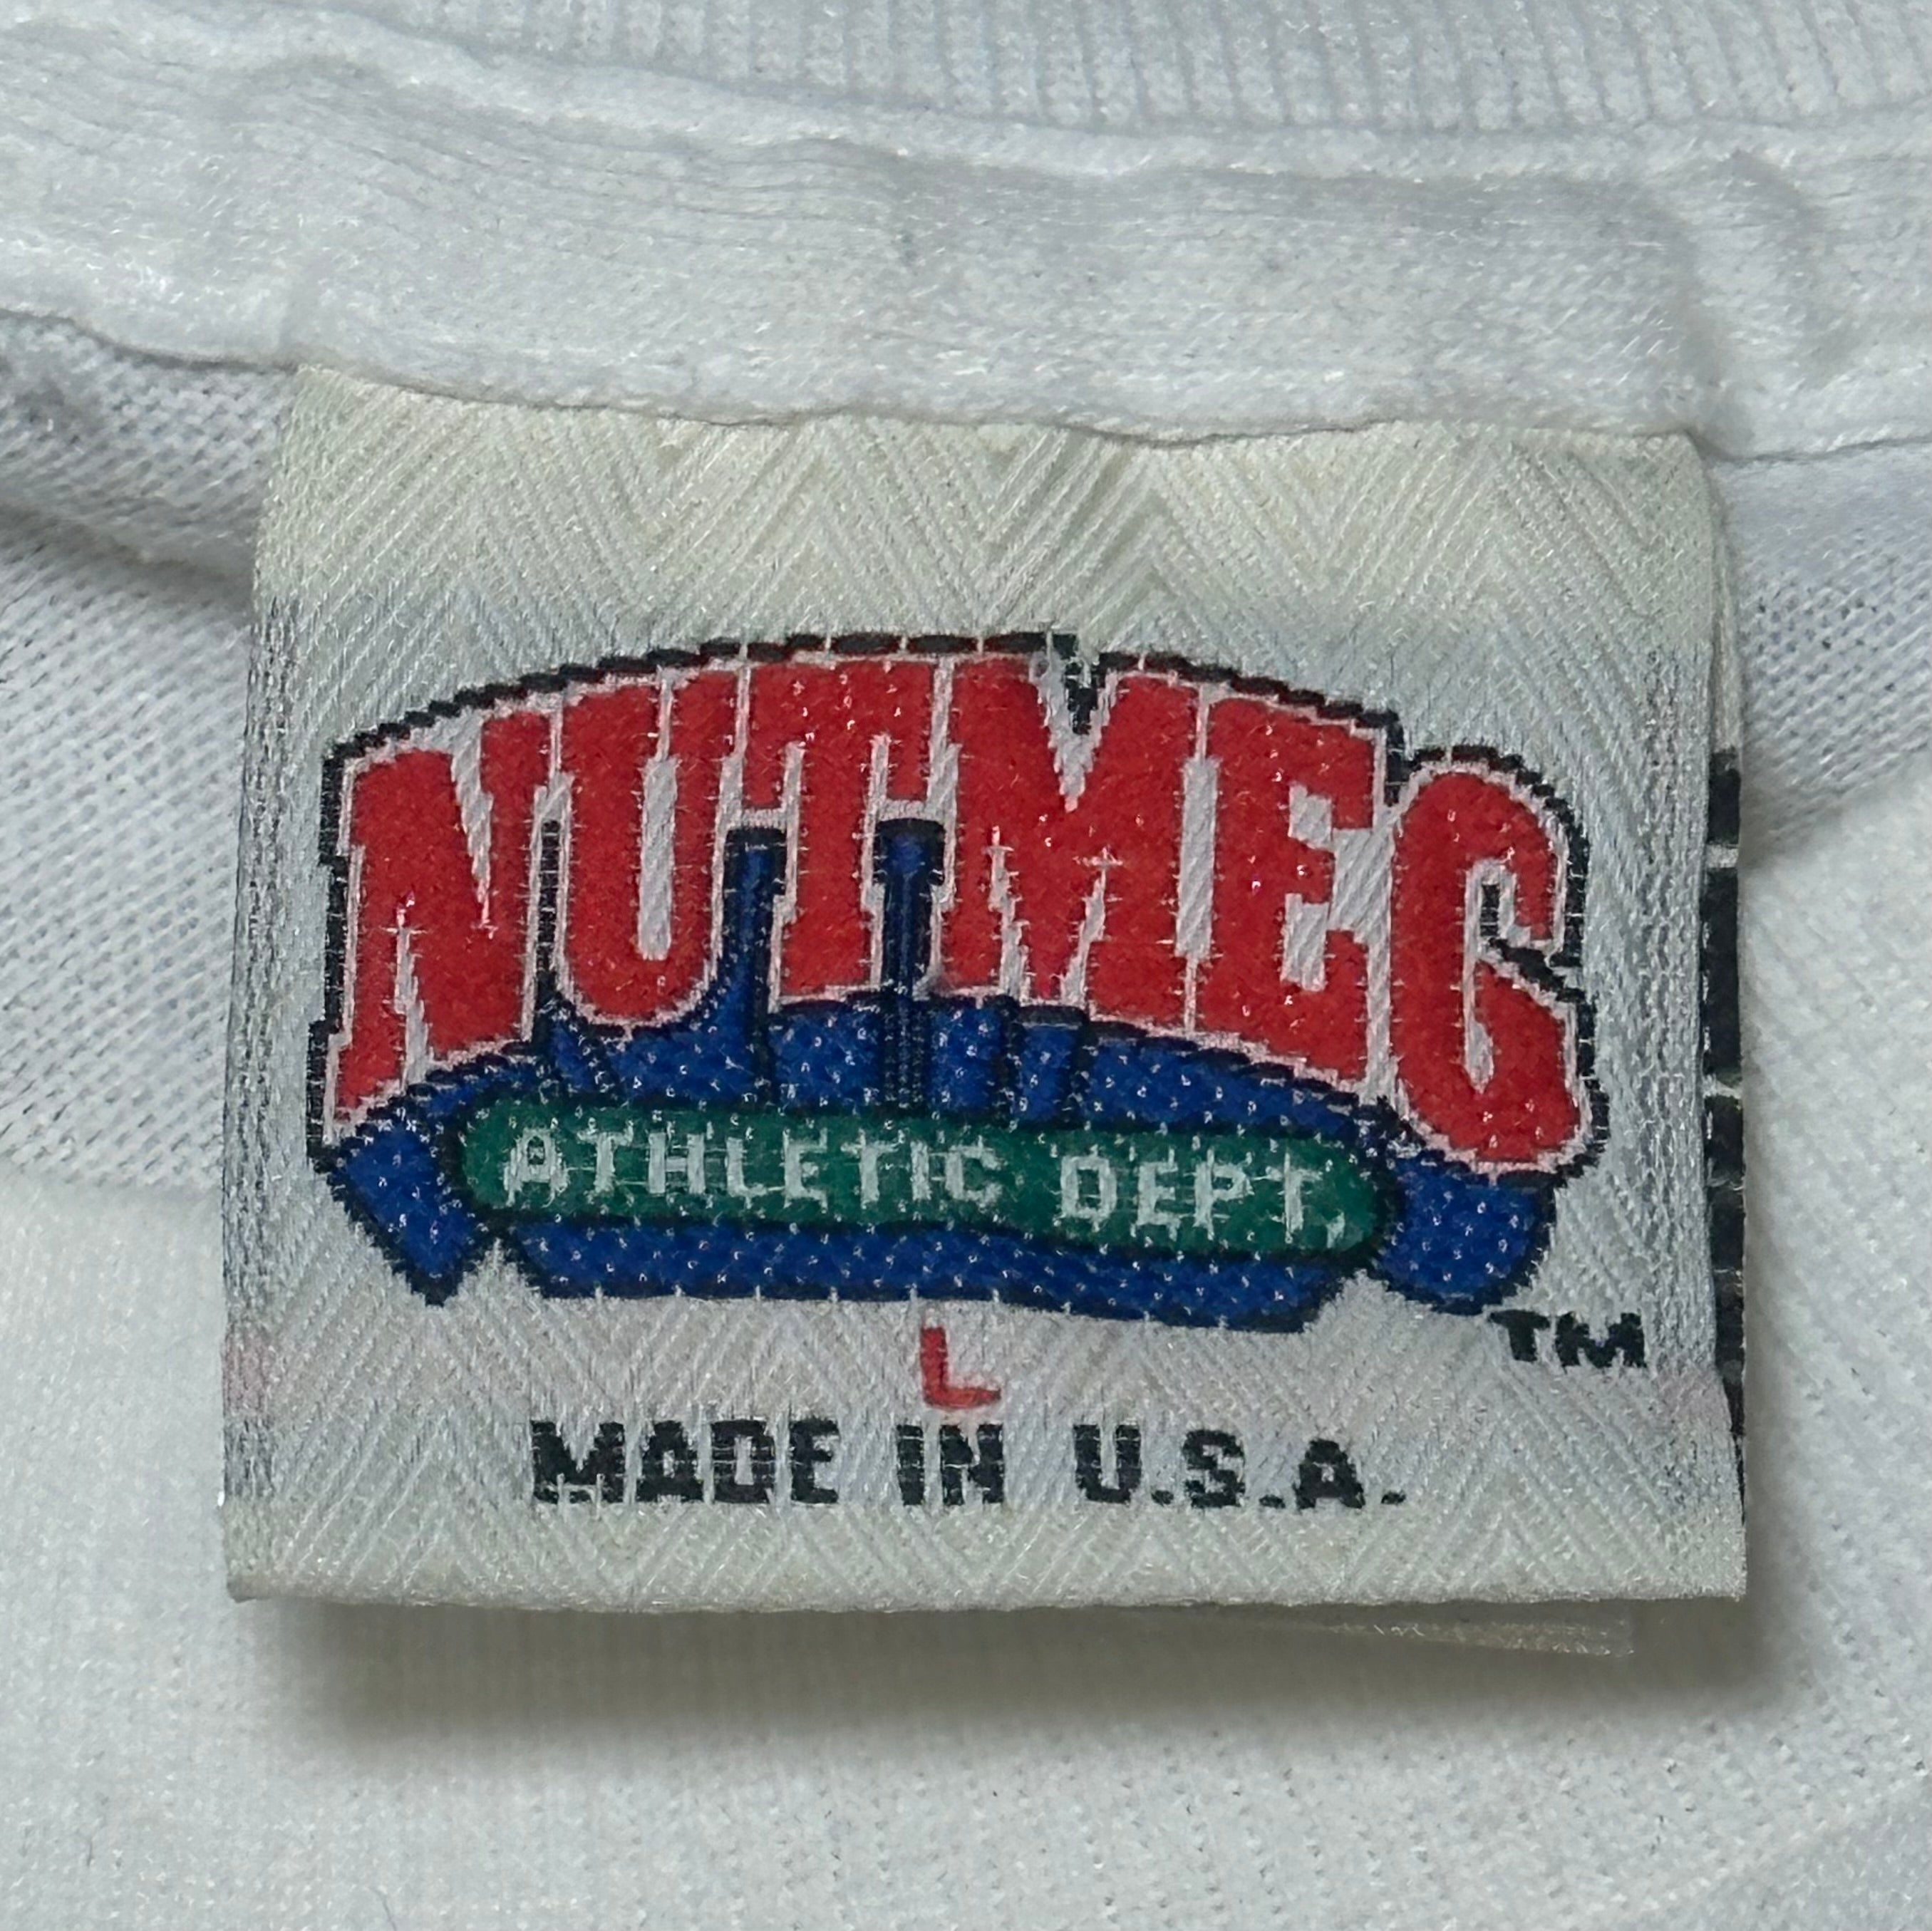 NUTMEG
ATHLETIC DEPT.
TM
L
MADE IN U.S.A.